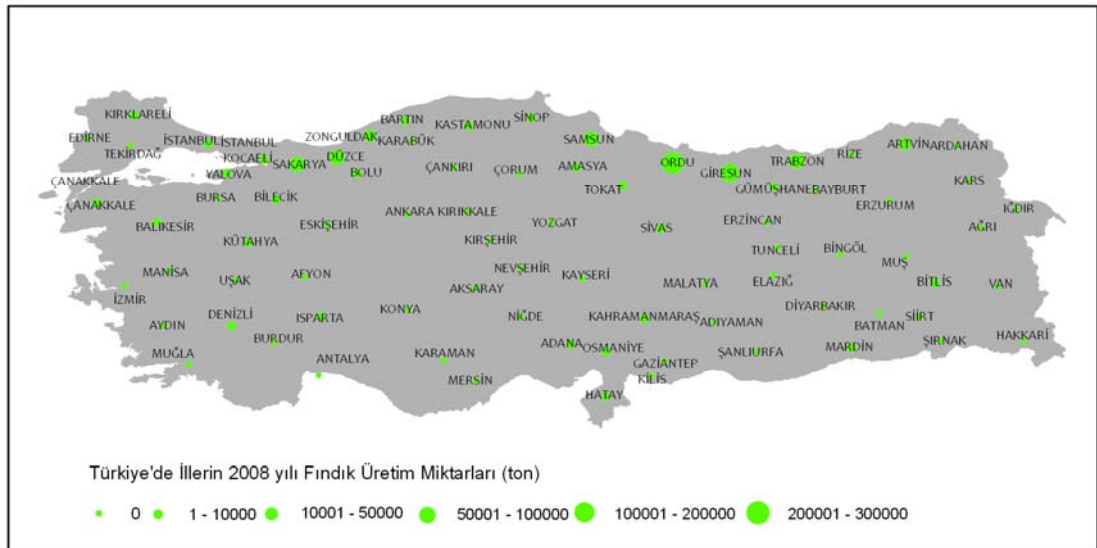 KIRKLARELİ
EDİRNE
TEKİRDAĞ
İSTANBUL
İSTANBUL
KOCAELİ
YALOVA
SAKARYA
DÜZCE
ZONGULDAK
BARTIN
KARABÜK
BOLU
KASTAMONU
SİNOP
ÇANKIRI
ÇORUM
SAMSUN
AMASYA
TOKAT
ORDU
GİRESUN
TRABZON
RİZE
ARTVİN
ARDAHAN
GÜMÜŞHANE
BAYBURT
KARS
ERZURUM
IĞDIR
AĞRI
ÇANAKKALE
ÇANAKKALE
BURSA
BİLECİK
BALIKESİR
ESKİŞEHİR
ANKARA
KIRIKKALE
YOZGAT
SİVAS
ERZİNCAN
KÜTAHYA
KIRŞEHİR
TUNCELİ
BİNGÖL
MUŞ
MANİSA
UŞAK
AFYON
NEVŞEHİR
KAYSERİ
MALATYA
ELAZIĞ
BİTLİS
VAN
İZMİR
AKSARAY
AYDIN
DENİZLİ
ISPARTA
KONYA
NİĞDE
KAHRAMANMARAŞ
ADIYAMAN
DİYARBAKIR
BATMAN
SİİRT
BURDUR
HAKKARİ
MUĞLA
ANTALYA
KARAMAN
ADANA
OSMANİYE
GAZİANTEP
ŞANLIURFA
MARDİN
ŞIRNAK
MERSİN
KİLİS
HATAY
Türkiye'de İllerin 2008 yılı Fındık Üretim Miktarları (ton)
0 1 - 10000 10001 - 50000 50001 - 100000 100001 - 200000 200001 - 300000